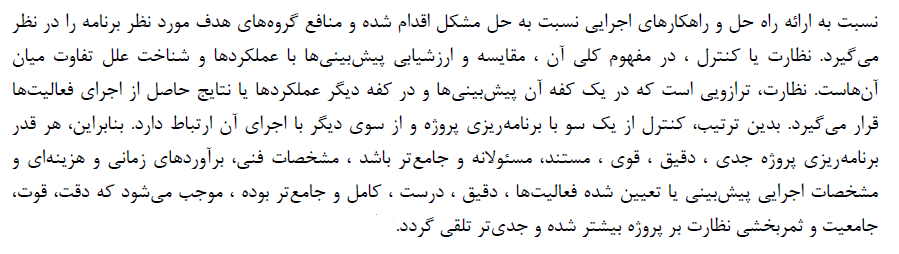 نسبت به ارائه راه حل و راهکارهای اجرایی نسبت به حل مشکل اقدام شده و منافع گروه‌های هدف مورد نظر برنامه را در نظر
می‌گیرد. نظارت یا کنترل ، در مفهوم کلی آن ، مقایسه و ارزشیابی پیش‌بینی‌ها با عملکردها و شناخت علل تفاوت میان
آن‌هاست. نظارت، ترازویی است که در یک کفه آن پیش‌بینی‌ها و در کفه دیگر عملکردها یا نتایج حاصل از اجرای فعالیت‌ها
قرار می‌گیرد. بدین ترتیب، کنترل از یک سو با برنامه‌ریزی پروژه و از سوی دیگر با اجرای آن ارتباط دارد. بنابراین، هر قدر
برنامه‌ریزی پروژه جدی ، دقیق ، قوی ، مستند، مسئولانه و جامع‌تر باشد ، مشخصات فنی، برآوردهای زمانی و هزینه‌ای و
مشخصات اجرایی پیش‌بینی یا تعیین شده فعالیت‌ها ، دقیق ، درست ، کامل و جامع‌تر بوده ، موجب می‌شود که دقت، قوت،
جامعیت و ثمربخشی نظارت بر پروژه بیشتر شده و جدی‌تر تلقی گردد.